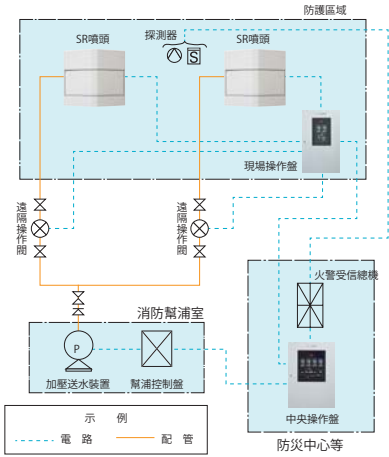 防護區域
SR噴頭
探測器
SR噴頭
S
現場操作盤
遠隔操作閥
遠隔操作閥
火警受信總機
消防幫浦室
P
加壓送水裝置
幫浦控制盤
中央操作盤
防災中心等
示 例
電 路
配 管